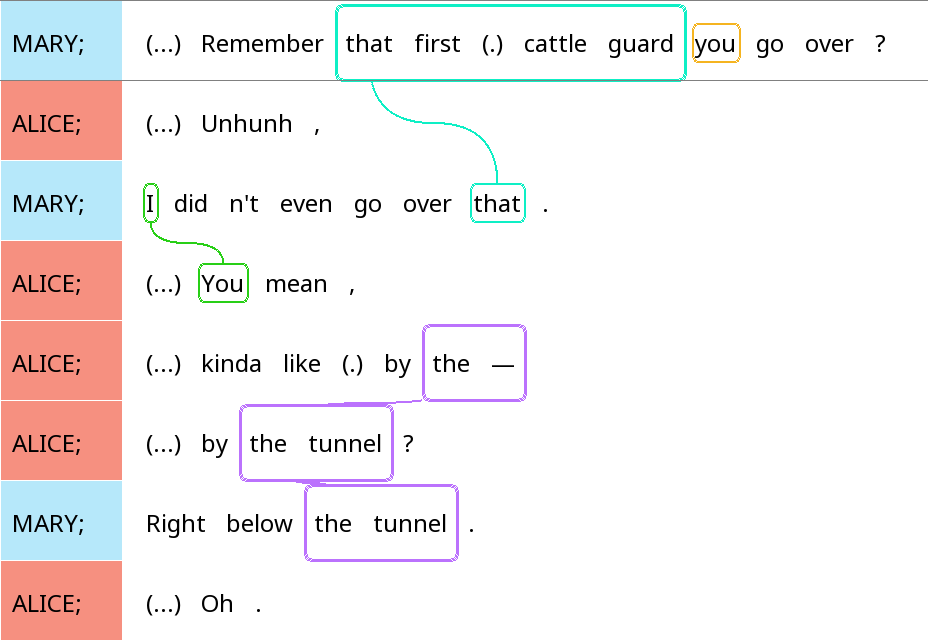 MARY; (...) Remember that first (.) cattle guard you go over ?
ALICE; (...) Unhunh ,
MARY; I did n't even go over that .
ALICE; (...) You mean ,
ALICE; (...) kinda like (.) by the —
ALICE; (...) by the tunnel ?
MARY; Right below the tunnel .
ALICE; (...) Oh .